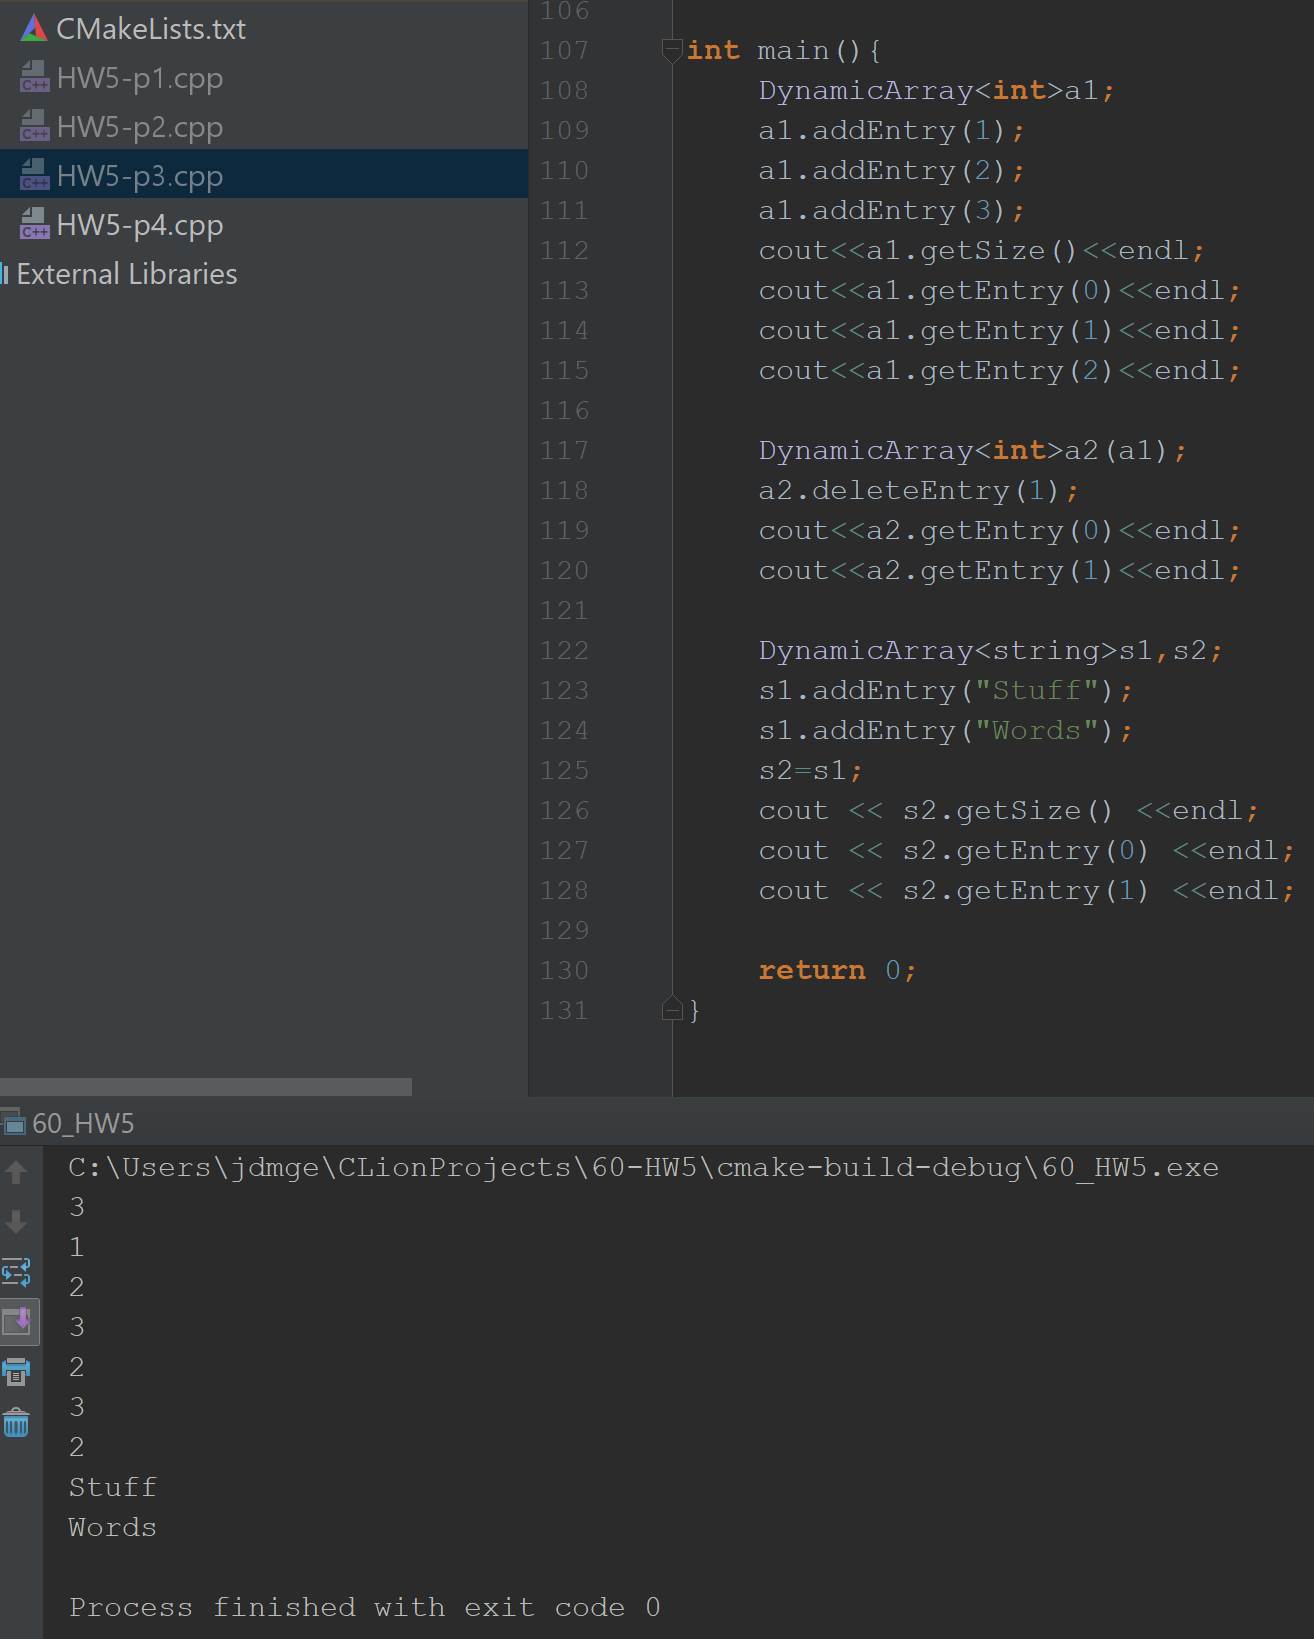 CMakeLists.txt
HW5-p1.cpp
HW5-p2.cpp
HW5-p3.cpp
HW5-p4.cpp
External Libraries
106
107 int main(){
108 DynamicArray<int>a1;
109 a1.addEntry(1);
110 a1.addEntry(2);
111 a1.addEntry(3);
112 cout<<a1.getSize()<<endl;
113 cout<<a1.getEntry(0)<<endl;
114 cout<<a1.getEntry(1)<<endl;
115 cout<<a1.getEntry(2)<<endl;
116
117 DynamicArray<int>a2(a1);
118 a2.deleteEntry(1);
119 cout<<a2.getEntry(0)<<endl;
120 cout<<a2.getEntry(1)<<endl;
121
122 DynamicArray<string>s1,s2;
123 s1.addEntry("Stuff");
124 s1.addEntry("Words");
125 s2=s1;
126 cout << s2.getSize() <<endl;
127 cout << s2.getEntry(0) <<endl;
128 cout << s2.getEntry(1) <<endl;
129
130 return 0;
131 }
60_HW5
C:\Users\jdmge\CLionProjects\60-HW5\cmake-build-debug\60_HW5.exe
3
1
2
3
2
3
2
Stuff
Words
Process finished with exit code 0